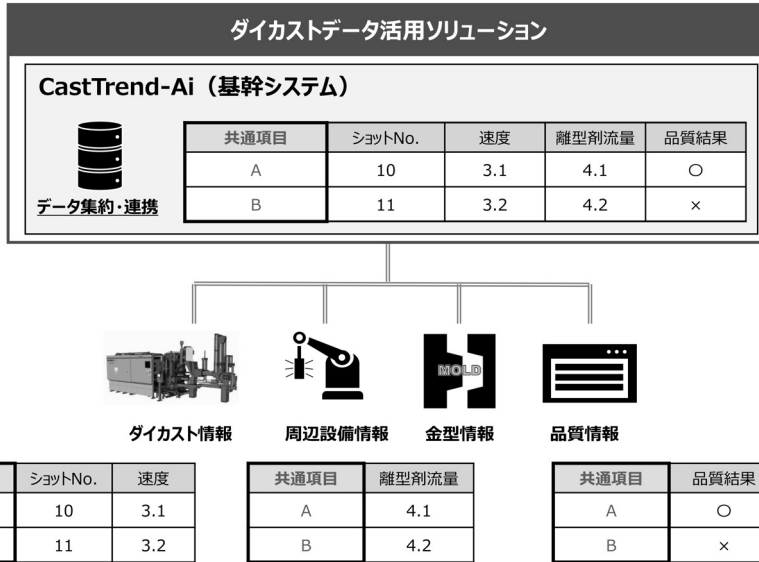 ダイカストデータ活用ソリューション
CastTrend-Ai（基幹システム）
共通項目 ショットNo. 速度 離型剤流量 品質結果
A 10 3.1 4.1 〇
B 11 3.2 4.2 ×
データ集約・連携
MOLD
ダイカスト情報 周辺設備情報 金型情報 品質情報
ショットNo. 速度 共通項目 離型剤流量 共通項目 品質結果
10 3.1 A 4.1 A 〇
11 3.2 B 4.2 B ×